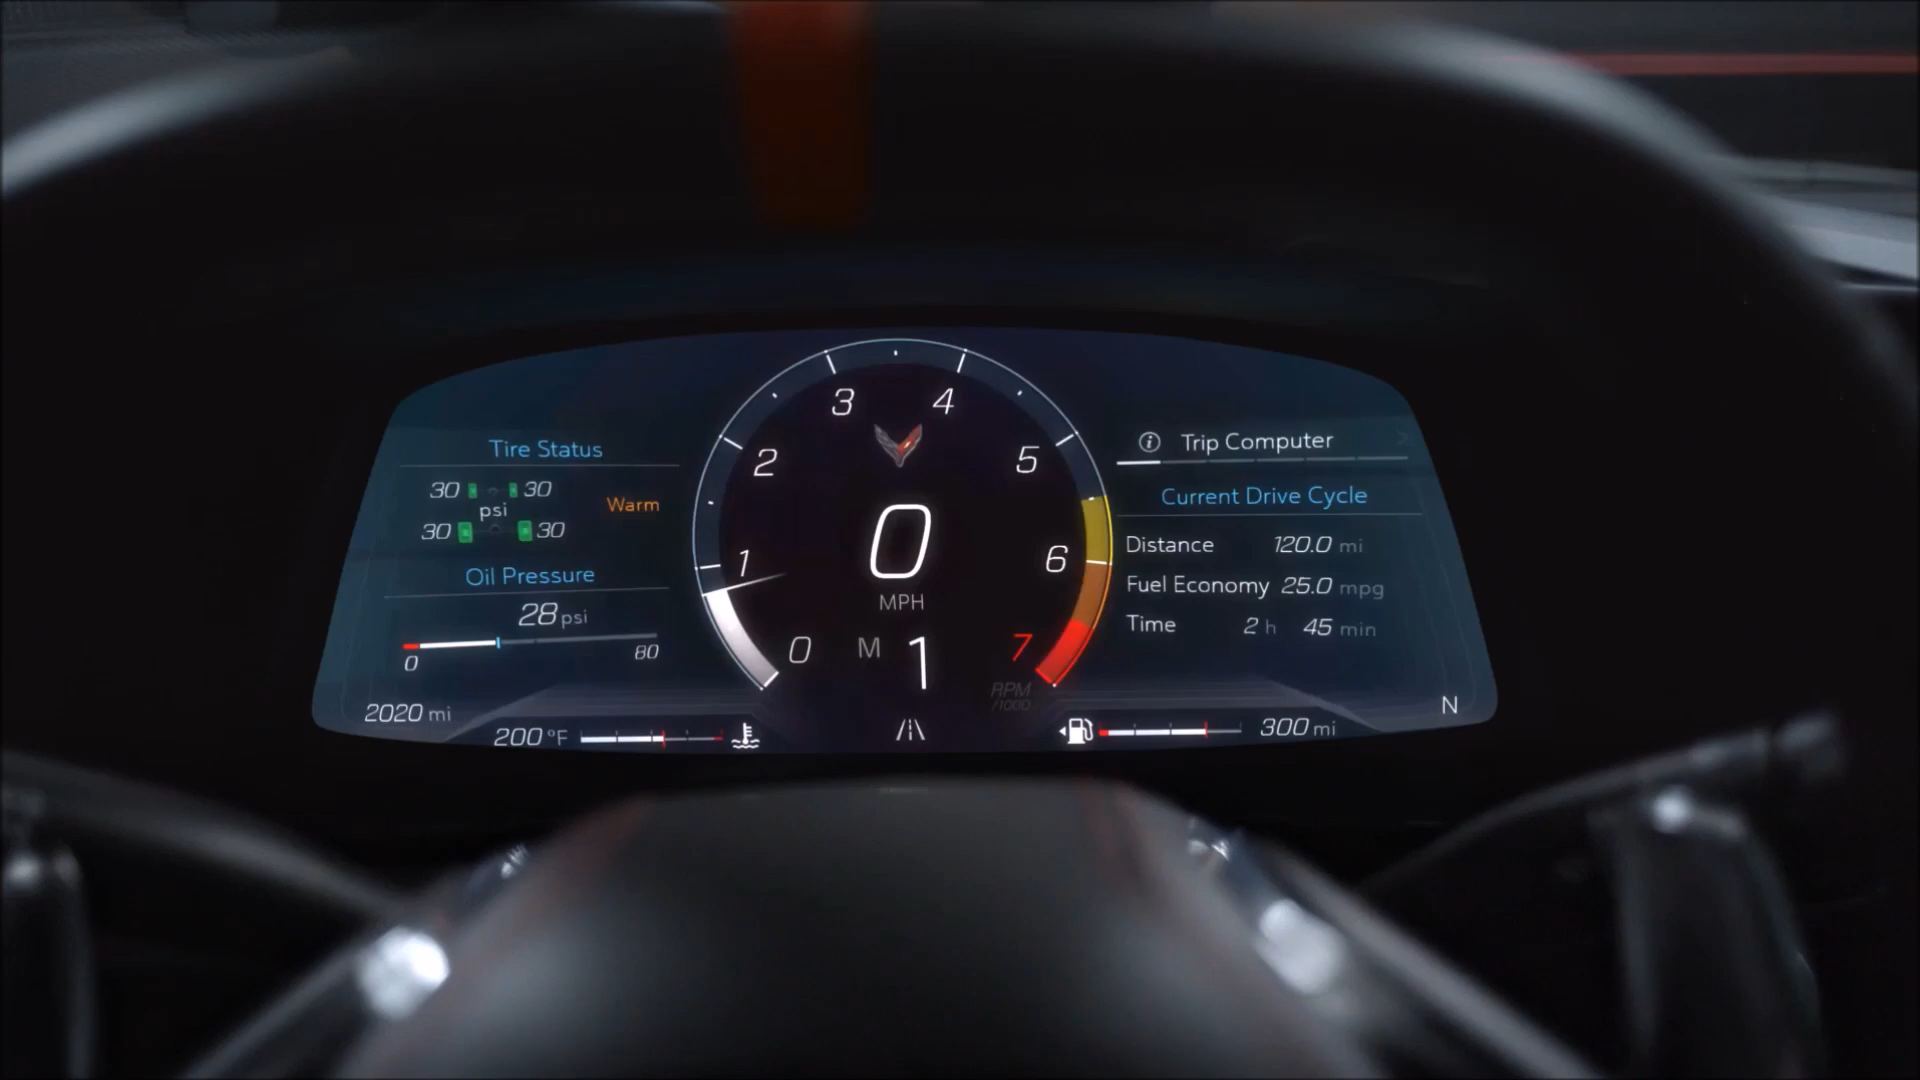 Tire Status
30 30
psi
Warm
30 30
Oil Pressure
28 psi
0 80
2020 mi
200 °F
0
1
2
3
4
5
6
7
0
MPH
M 1
RPM
/1000
Trip Computer
Current Drive Cycle
Distance 120.0 mi
Fuel Economy 25.0 mpg
Time 2 h 45 min
N
300 mi